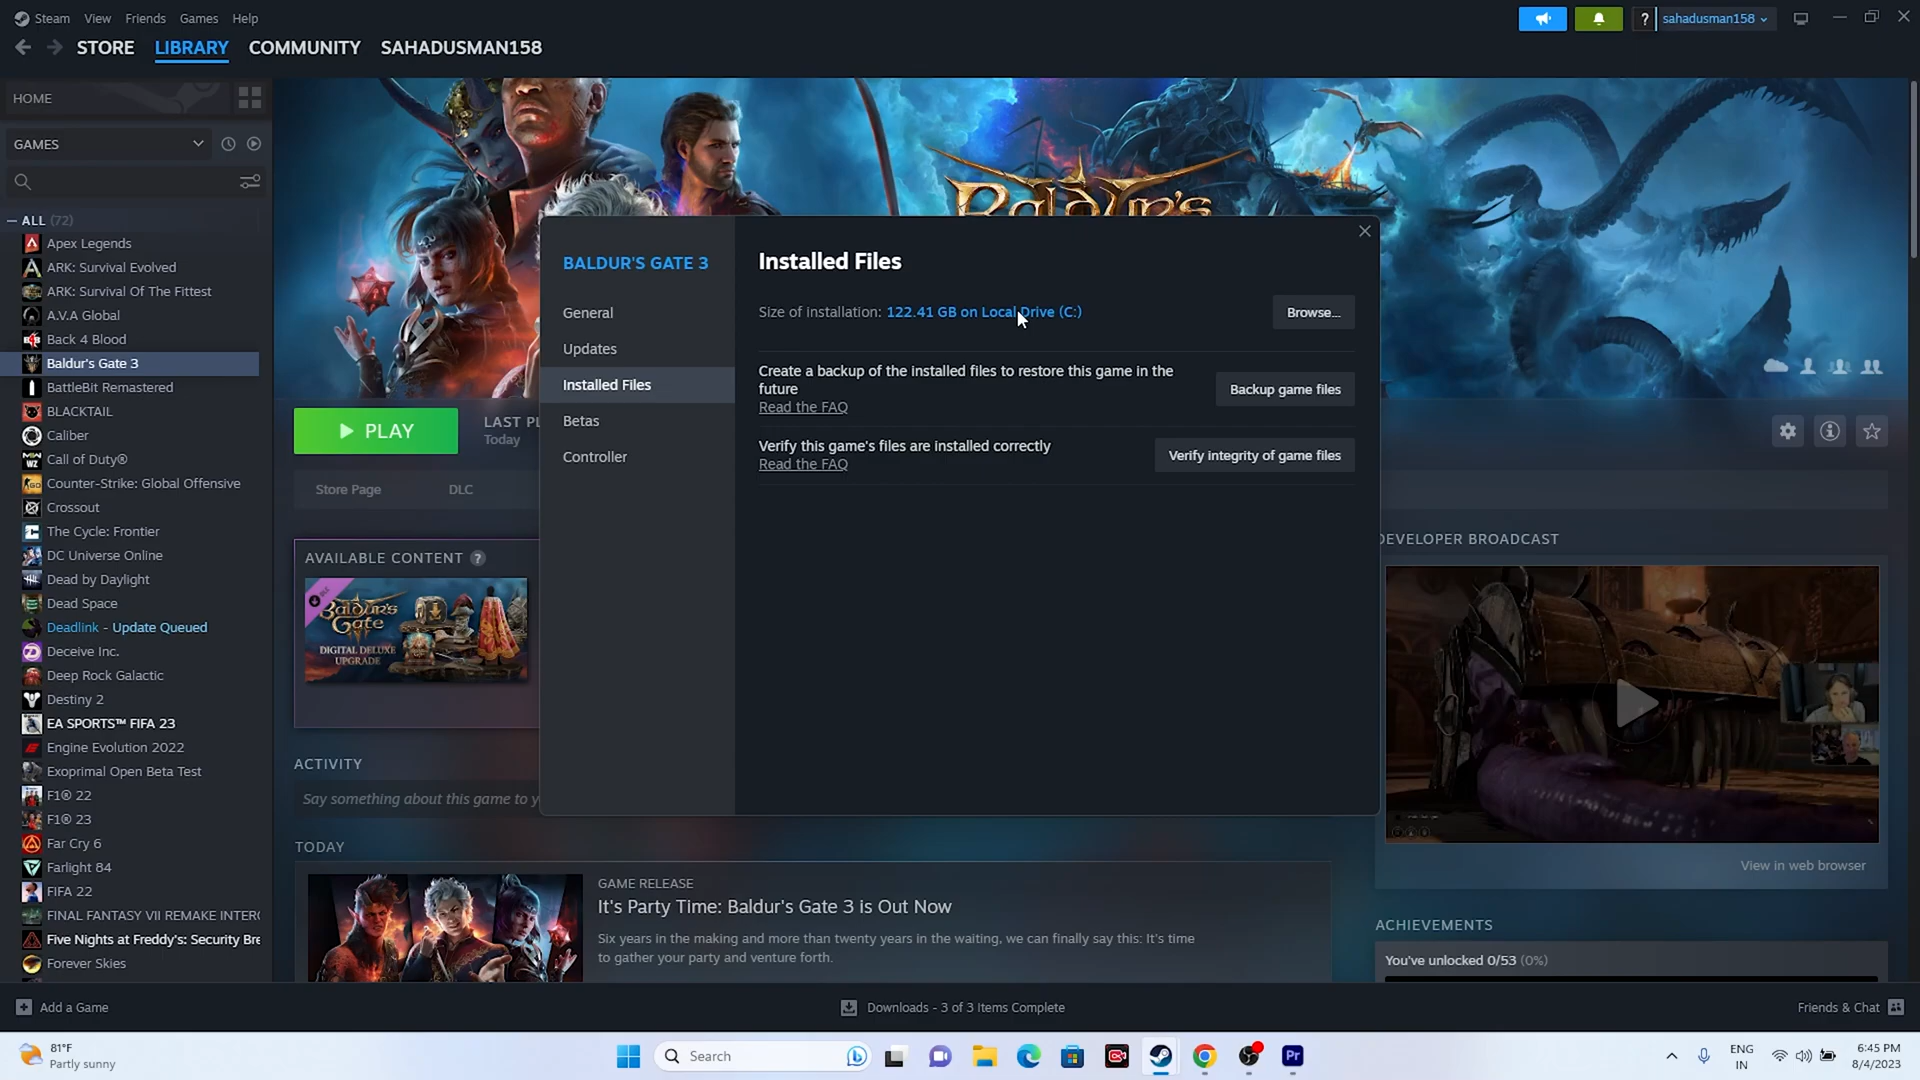 Steam View Friends Games Help
? sahadusman158
STORE LIBRARY COMMUNITY SAHADUSMAN158
HOME
GAMES
ALL (72)
Apex Legends
ARK: Survival Evolved
ARK: Survival Of The Fittest
A.V.A Global
Back 4 Blood
Baldur's Gate 3
BattleBit Remastered
BLACKTAIL
Caliber
Call of Duty®
Counter-Strike: Global Offensive
Crossout
The Cycle: Frontier
DC Universe Online
Dead by Daylight
Dead Space
Deadlink - Update Queued
Deceive Inc.
Deep Rock Galactic
Destiny 2
EA SPORTS™ FIFA 23
Engine Evolution 2022
Exoprimal Open Beta Test
F1® 22
F1® 23
Far Cry 6
Farlight 84
FIFA 22
FINAL FANTASY VII REMAKE INTERG
Five Nights at Freddy's: Security Bre
Forever Skies
Baldur's
PLAY
LAST PL
Today
Store Page DLC
AVAILABLE CONTENT ?
Baldur's
Gate
DIGITAL DELUXE
UPGRADE
ACTIVITY
Say something about this game to y
TODAY
GAME RELEASE
It's Party Time: Baldur's Gate 3 is Out Now
Six years in the making and more than twenty years in the waiting, we can finally say this: It's time
to gather your party and venture forth.
BALDUR'S GATE 3
General
Updates
Installed Files
Betas
Controller
Installed Files
Size of installation: 122.41 GB on Local Drive (C:)
Browse...
Create a backup of the installed files to restore this game in the
future
Read the FAQ
Backup game files
Verify this game's files are installed correctly
Read the FAQ
Verify integrity of game files
DEVELOPER BROADCAST
View in web browser
ACHIEVEMENTS
You've unlocked 0/53 (0%)
Add a Game
Downloads - 3 of 3 Items Complete
Friends & Chat
81°F
Partly sunny
Search
Pr
ENG
IN
6:45 PM
8/4/2023